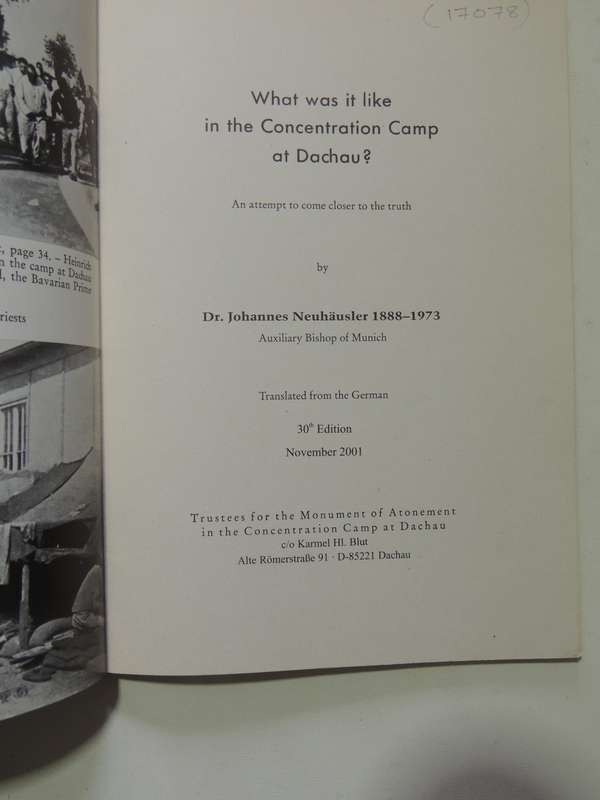 (17078)
What was it like
in the Concentration Camp
at Dachau?
An attempt to come closer to the truth
by
Dr. Johannes Neuhäusler 1888–1973
Auxiliary Bishop of Munich
Translated from the German
30th Edition
November 2001
Trustees for the Monument of Atonement
in the Concentration Camp at Dachau
c/o Karmel Hl. Blut
Alte Römerstraße 91 · D-85221 Dachau
, page 34. – Heinrich
n the camp at Dachau
, the Bavarian Prime
riests